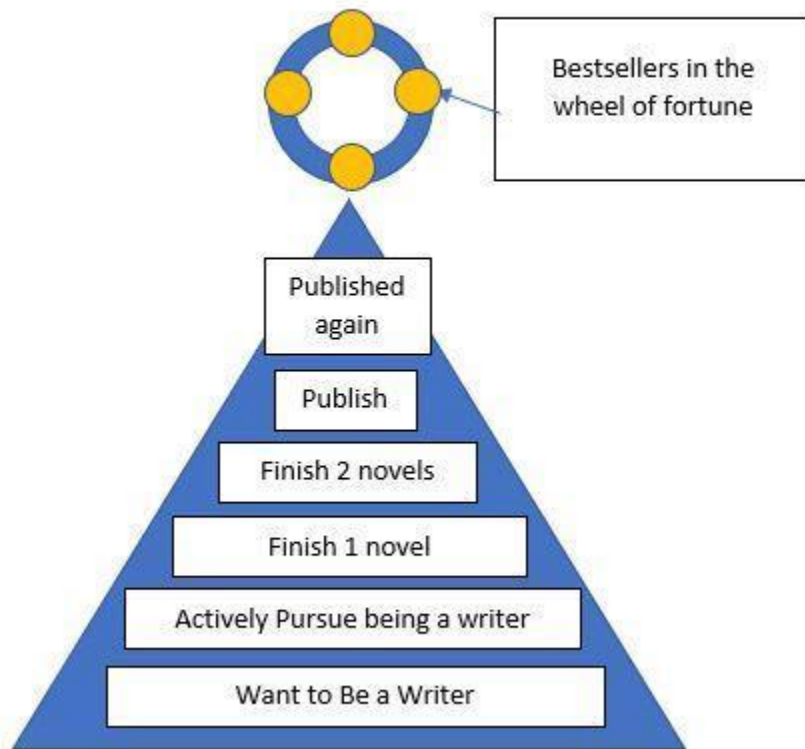 Bestsellers in the
wheel of fortune
Published
again
Publish
Finish 2 novels
Finish 1 novel
Actively Pursue being a writer
Want to Be a Writer